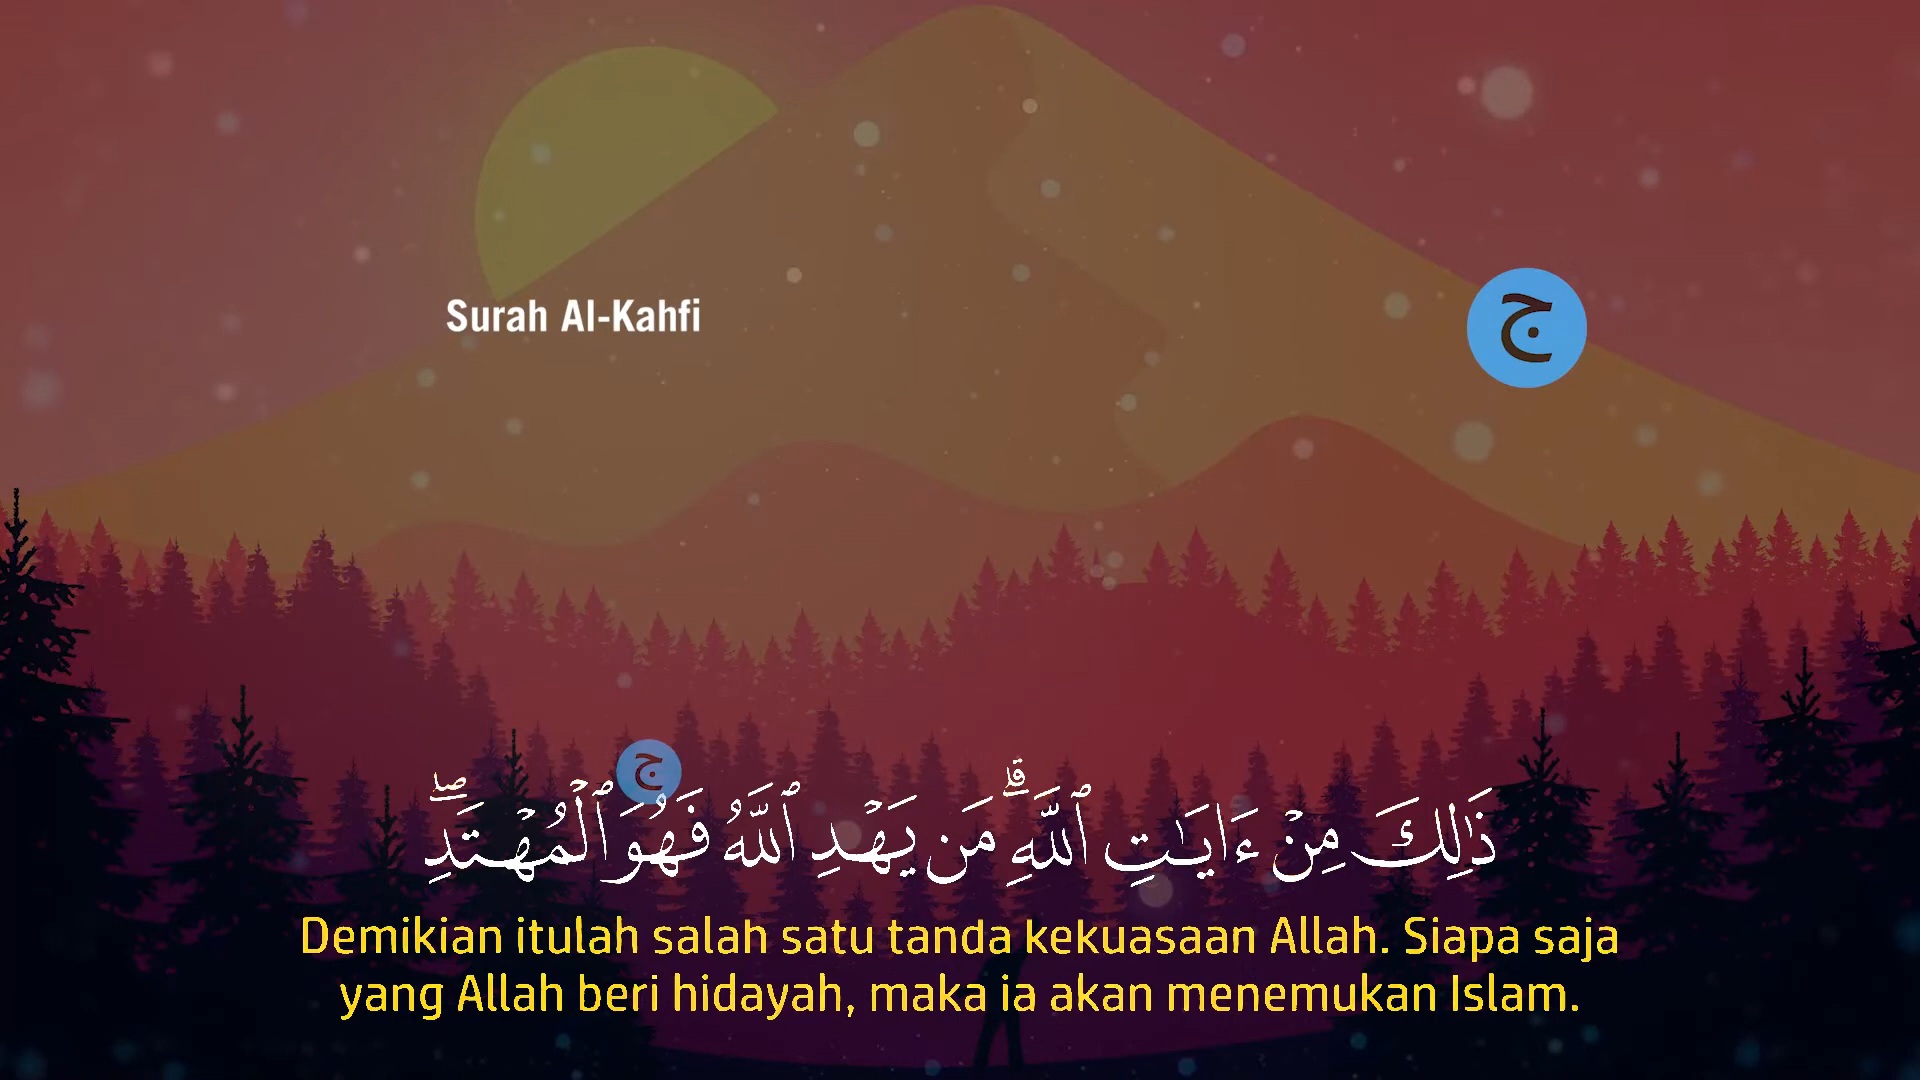 Surah Al-Kahfi
ج
ج
ذَٰلِكَ مِنْ ءَايَـٰتِ ٱللَّهِ ۗ مَن يَهْدِ ٱللَّهُ فَهُوَ ٱلْمُهْتَدِ ۖ
Demikian itulah salah satu tanda kekuasaan Allah. Siapa saja
yang Allah beri hidayah, maka ia akan menemukan Islam.